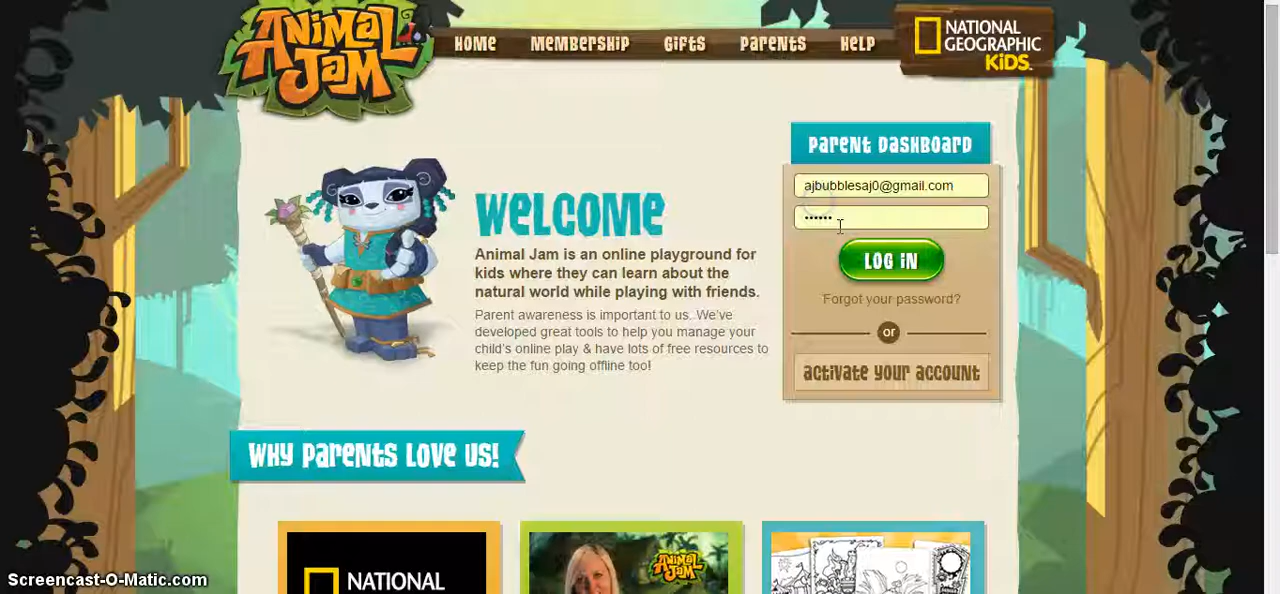 ANIMAL JAM
HOME MEMBERSHIP GIFTS PARENTS HELP
NATIONAL GEOGRAPHIC KiDS
PARENT DASHBOARD
ajbubblesaj0@gmail.com
••••••
LOG IN
Forgot your password?
or
ACTIVATE YOUR ACCOUNT
WELCOME
Animal Jam is an online playground for
kids where they can learn about the
natural world while playing with friends.
Parent awareness is important to us. We've
developed great tools to help you manage your
child's online play & have lots of free resources to
keep the fun going offline too!
WHY PARENTS LOVE US!
NATIONAL
ANIMAL JAM
Screencast-O-Matic.com